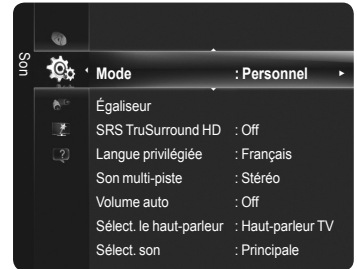 Son
Mode : Personnel
Égaliseur
SRS TruSurround HD : Off
Langue privilégiée : Français
Son multi-piste : Stéréo
Volume auto : Off
Sélect. le haut-parleur : Haut-parleur TV
Sélect. son : Principale